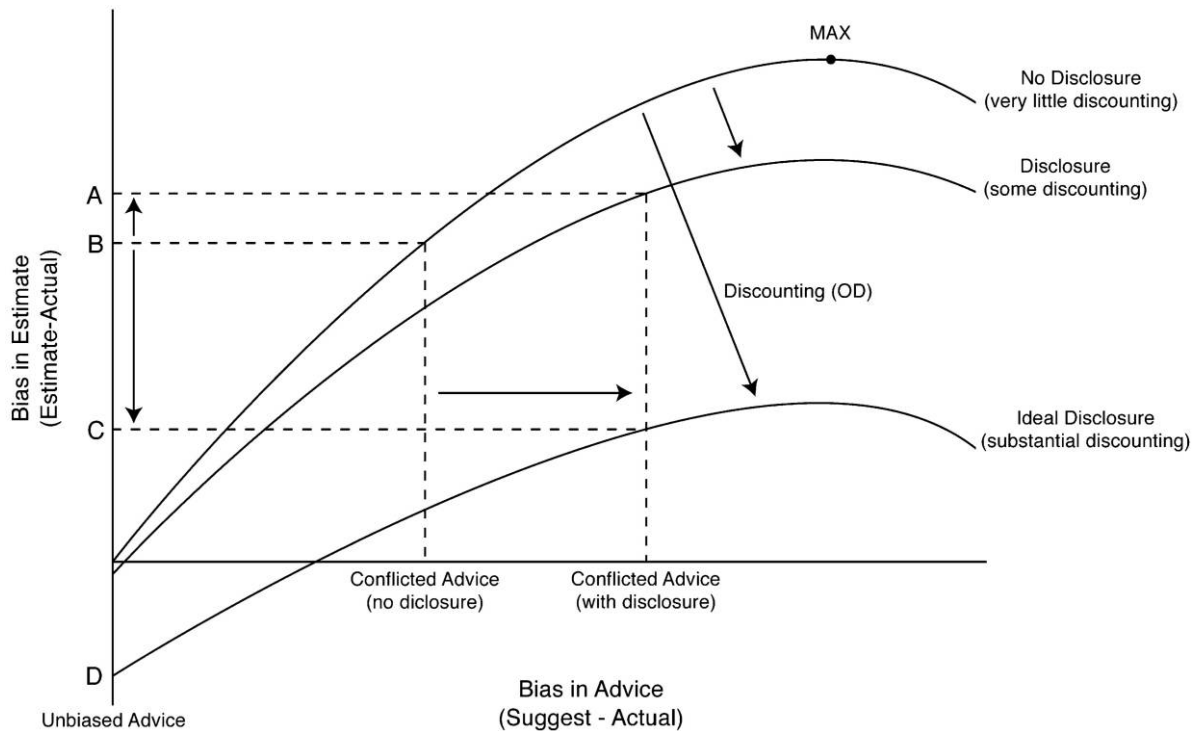 MAX
No Disclosure
(very little discounting)
Disclosure
(some discounting)
A
B
Bias in Estimate
(Estimate-Actual)
Discounting (OD)
C
Ideal Disclosure
(substantial discounting)
Conflicted Advice
(no diclosure)
Conflicted Advice
(with disclosure)
D
Unbiased Advice
Bias in Advice
(Suggest - Actual)